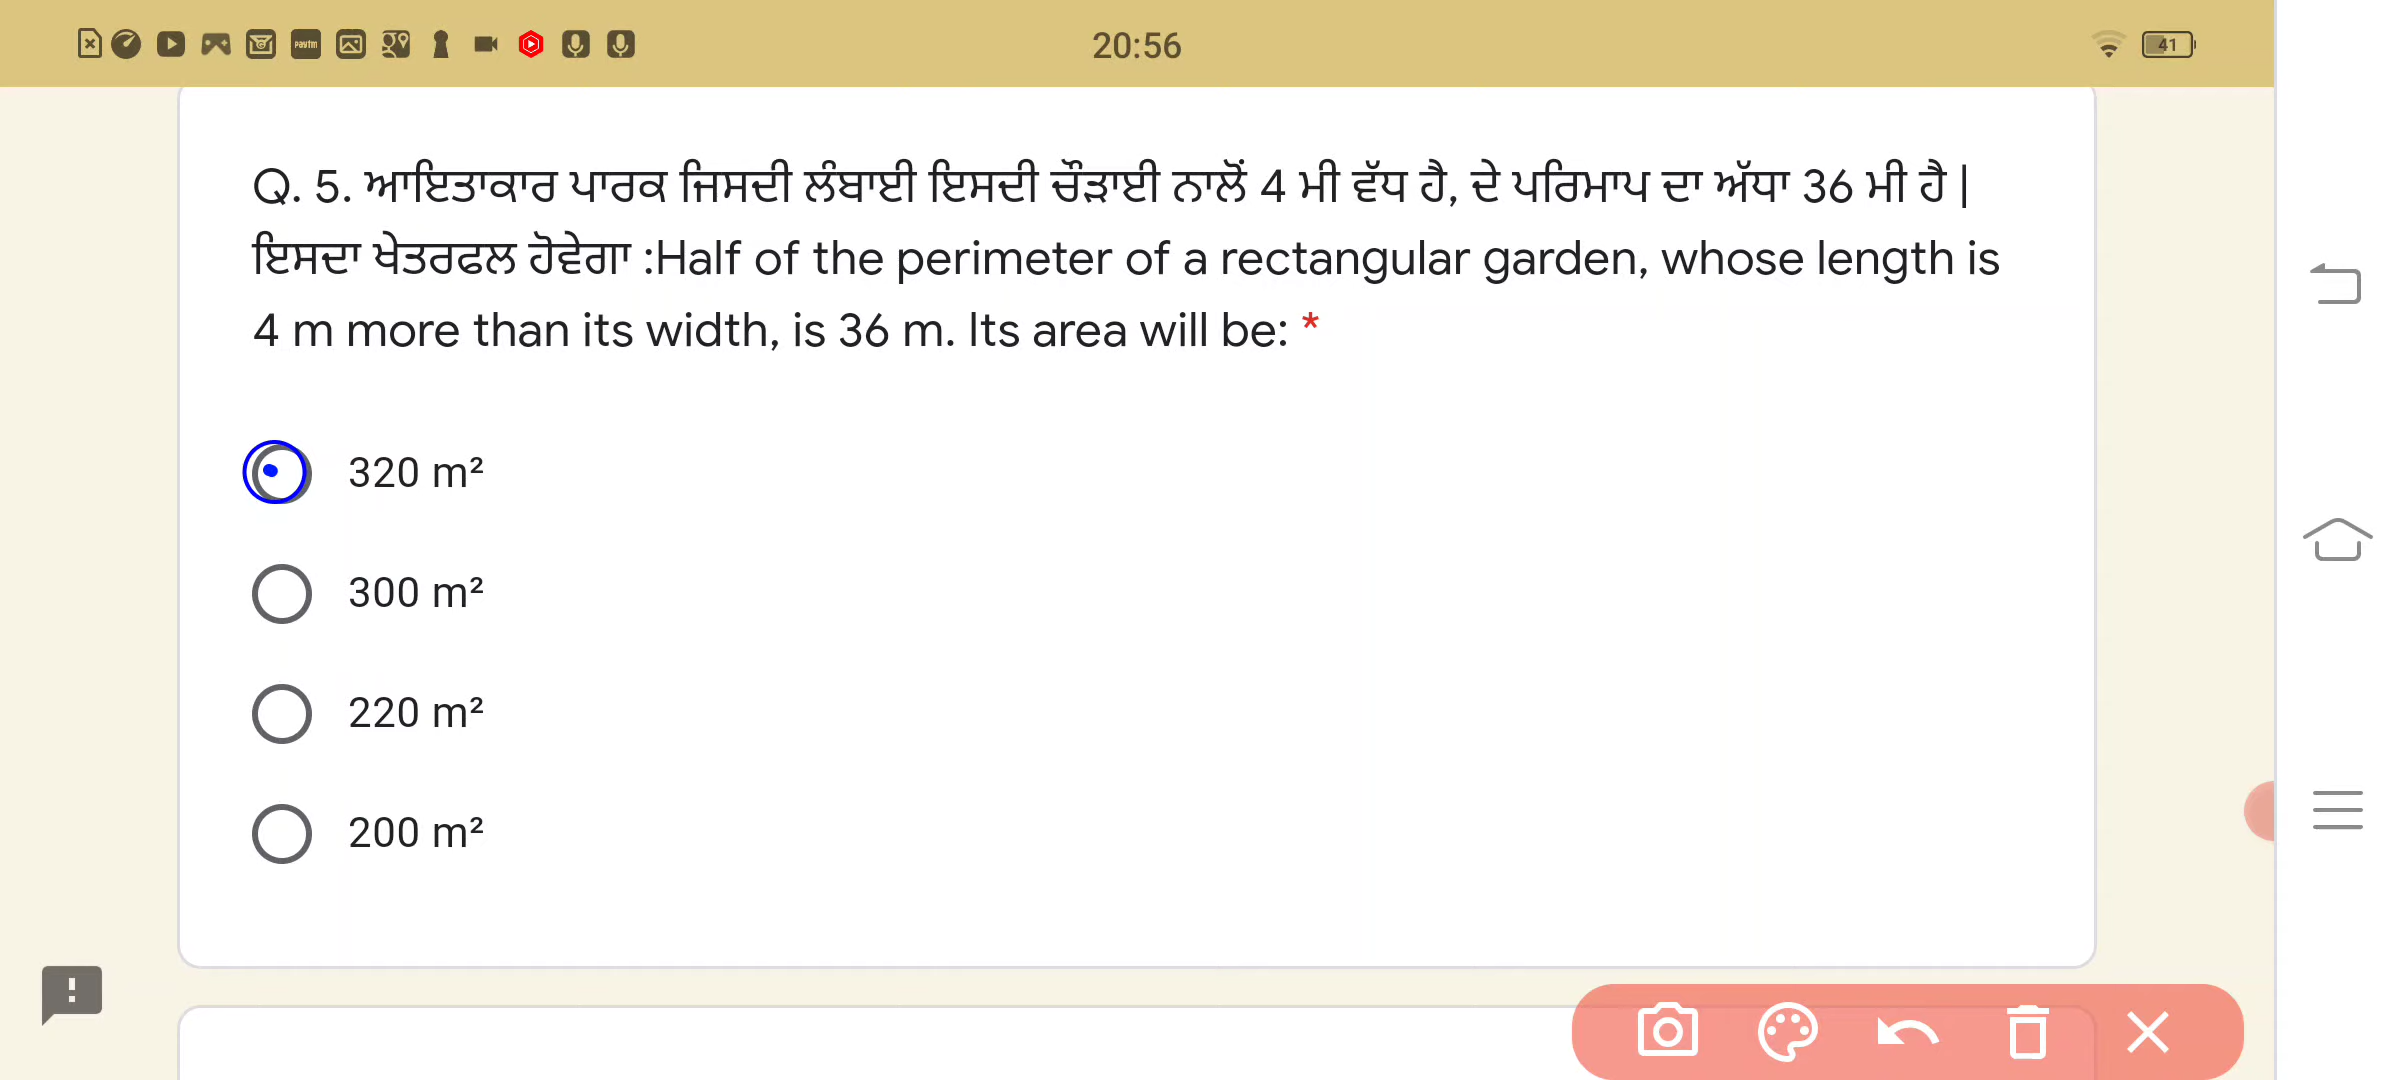 20:56
41
Q. 5. ਆਇਤਾਕਾਰ ਪਾਰਕ ਜਿਸਦੀ ਲੰਬਾਈ ਇਸਦੀ ਚੌੜਾਈ ਨਾਲੋਂ 4 ਮੀ ਵੱਧ ਹੈ, ਦੇ ਪਰਿਮਾਪ ਦਾ ਅੱਧਾ 36 ਮੀ ਹੈ |
ਇਸਦਾ ਖੇਤਰਫਲ ਹੋਵੇਗਾ :Half of the perimeter of a rectangular garden, whose length is
4 m more than its width, is 36 m. Its area will be: *
320 m²
300 m²
220 m²
200 m²